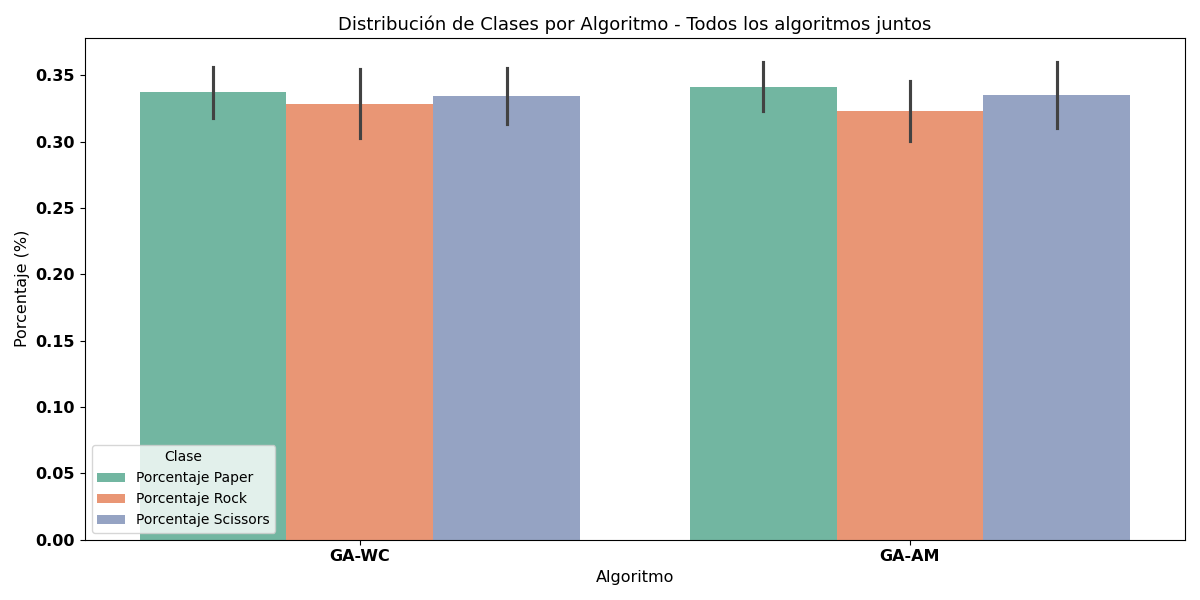 Distribución de Clases por Algoritmo - Todos los algoritmos juntos
Porcentaje (%)
0.35
0.30
0.25
0.20
0.15
0.10
0.05
0.00
Clase
Porcentaje Paper
Porcentaje Rock
Porcentaje Scissors
GA-WC
GA-AM
Algoritmo